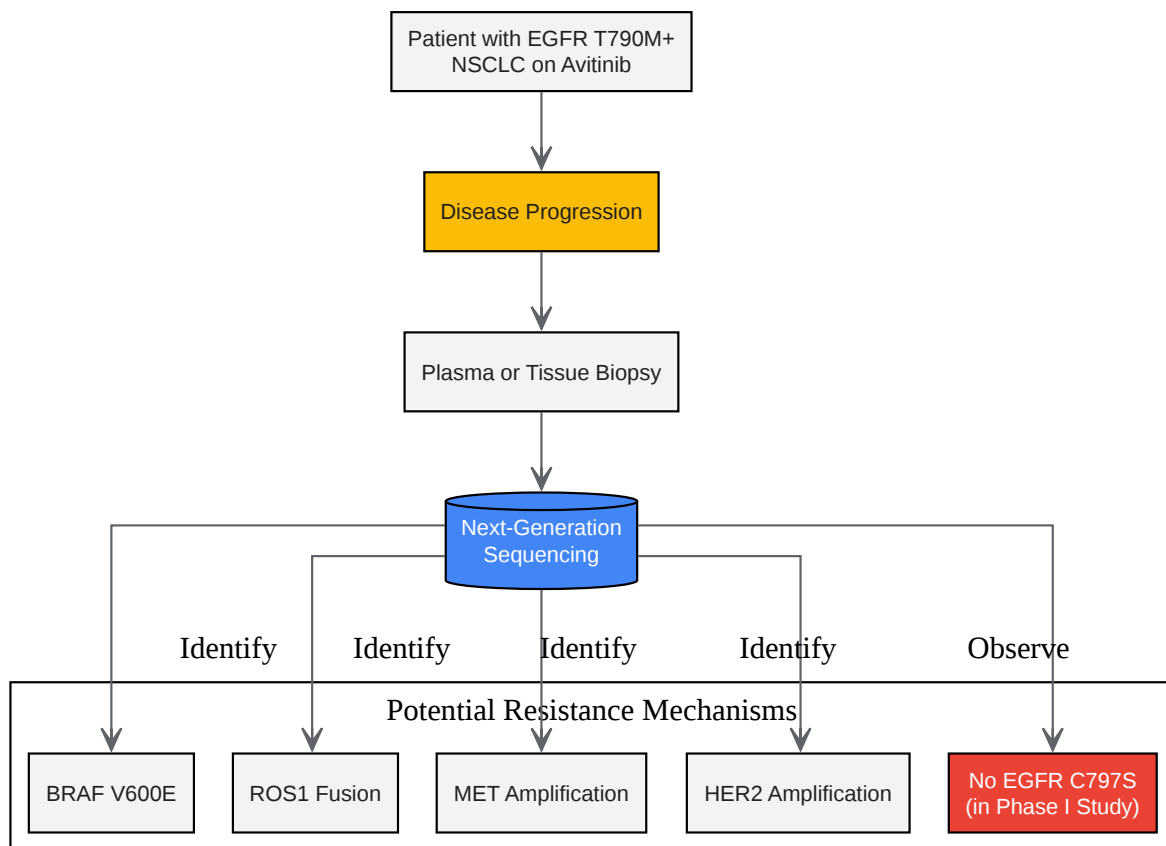 Patient with EGFR T790M+
NSCLC on Avitinib
Disease Progression
Plasma or Tissue Biopsy
Next-Generation
Sequencing
Identify
Identify
Identify
Identify
Observe
Potential Resistance Mechanisms
BRAF V600E
ROS1 Fusion
MET Amplification
HER2 Amplification
No EGFR C797S
(in Phase I Study)